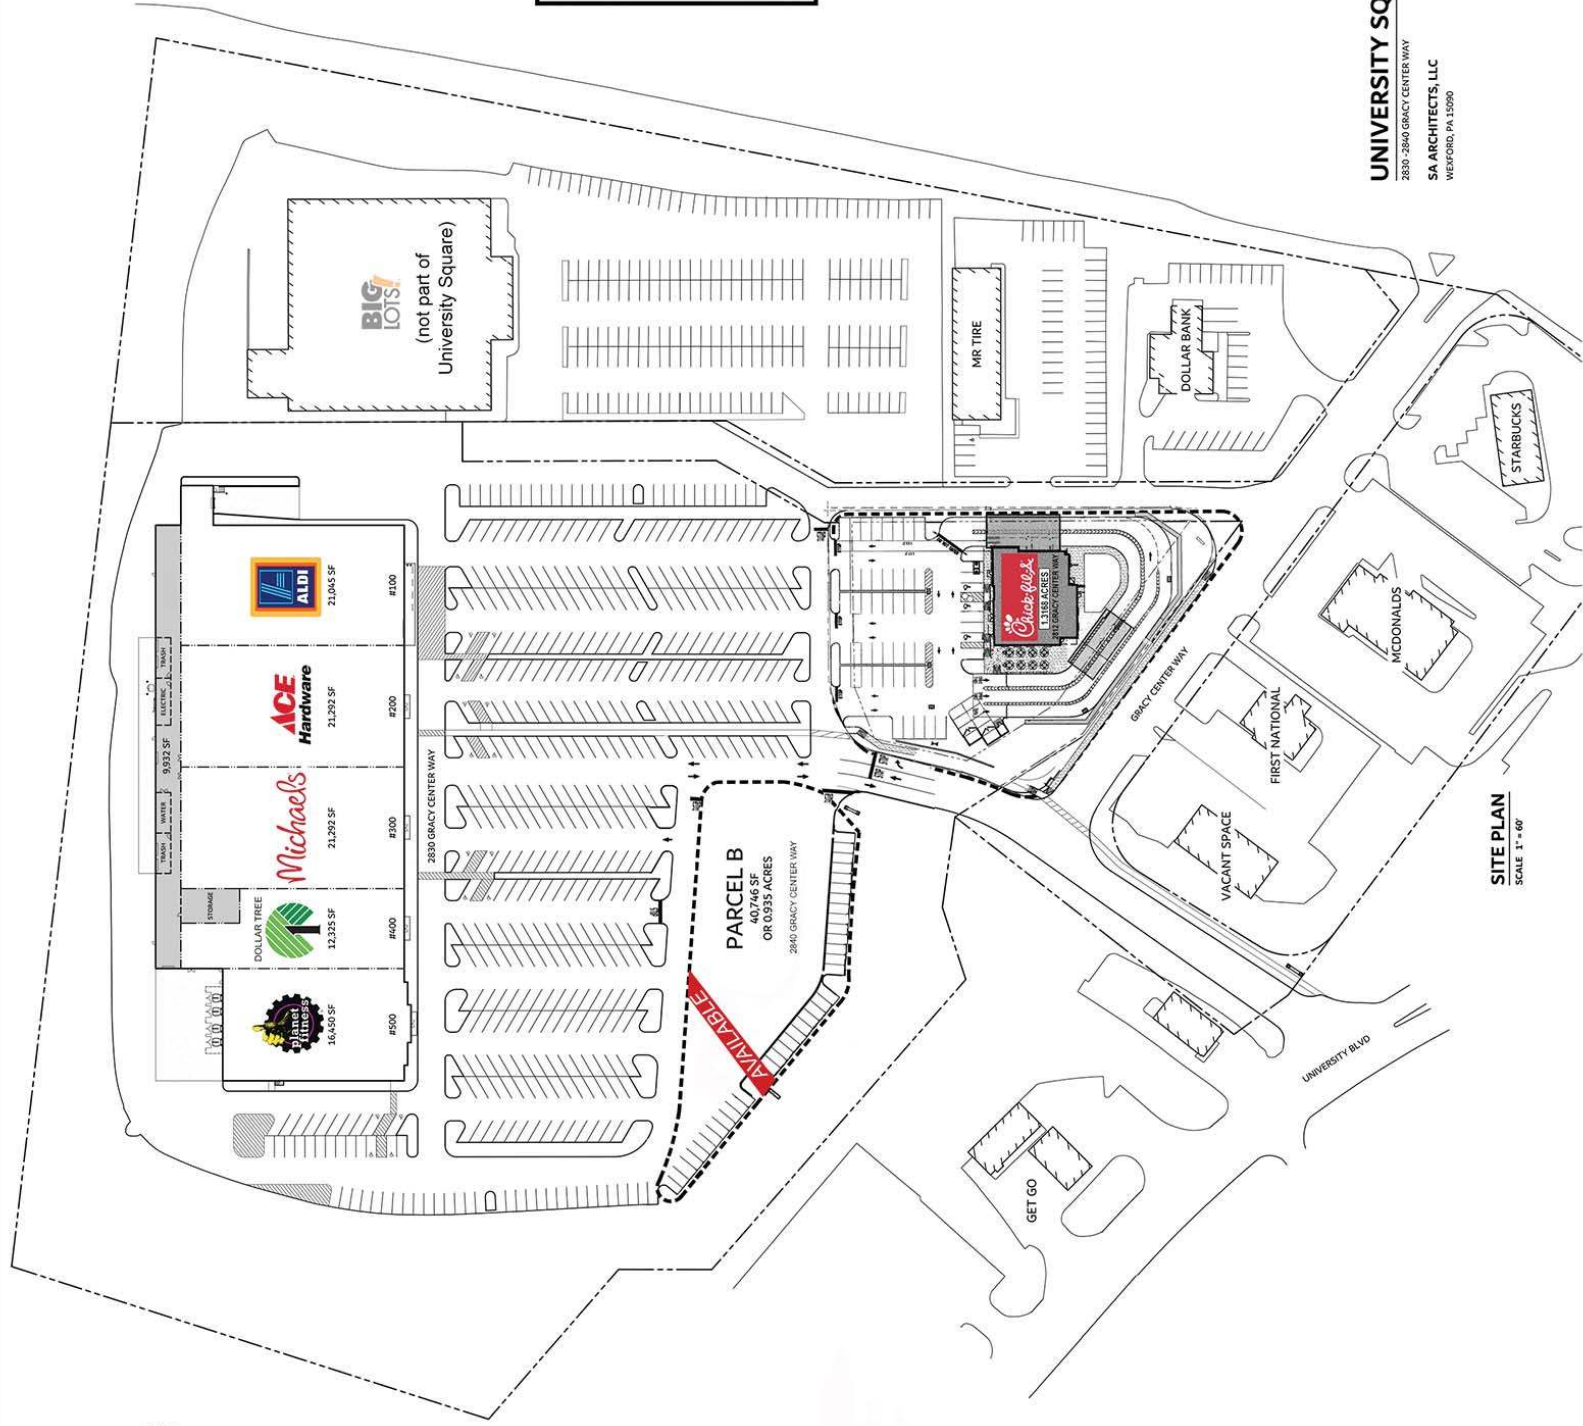 UNIVERSITY SQ
2830 -2840 GRACY CENTER WAY
SA ARCHITECTS, LLC
WEXFORD, PA 15090
BIG
LOTS!
(not part of
University Square)
MR TIRE
DOLLAR BANK
STARBUCKS
MCDONALDS
FIRST NATIONAL
VACANT SPACE
GRACY CENTER WAY
Chick-fil-A
1.3168 ACRES
2812 GRACY CENTER WAY
TRASH
ELECTRIC
9,932 SF
WATER
TRASH
ALDI
21,045 SF
#100
ACE
Hardware
21,292 SF
#200
Michaels
21,292 SF
#300
STORAGE
DOLLAR TREE
1
12,325 SF
#400
planet
fitness
16,450 SF
#500
2830 GRACY CENTER WAY
PARCEL B
40,746 SF
OR 0.935 ACRES
2840 GRACY CENTER WAY
AVAILABLE
GET GO
UNIVERSITY BLVD
SITE PLAN
SCALE 1" = 60'